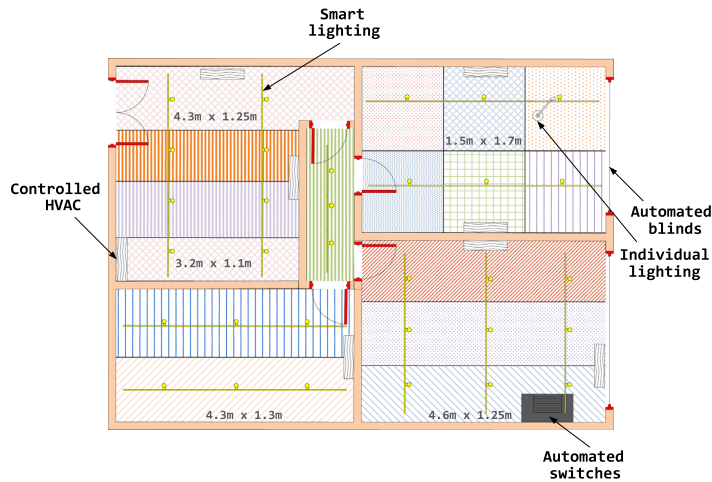 Smart
lighting
4.3m x 1.25m
1.5m x 1.7m
Controlled
HVAC
Automated
blinds
Individual
lighting
3.2m x 1.1m
4.3m x 1.3m
4.6m x 1.25m
Automated
switches